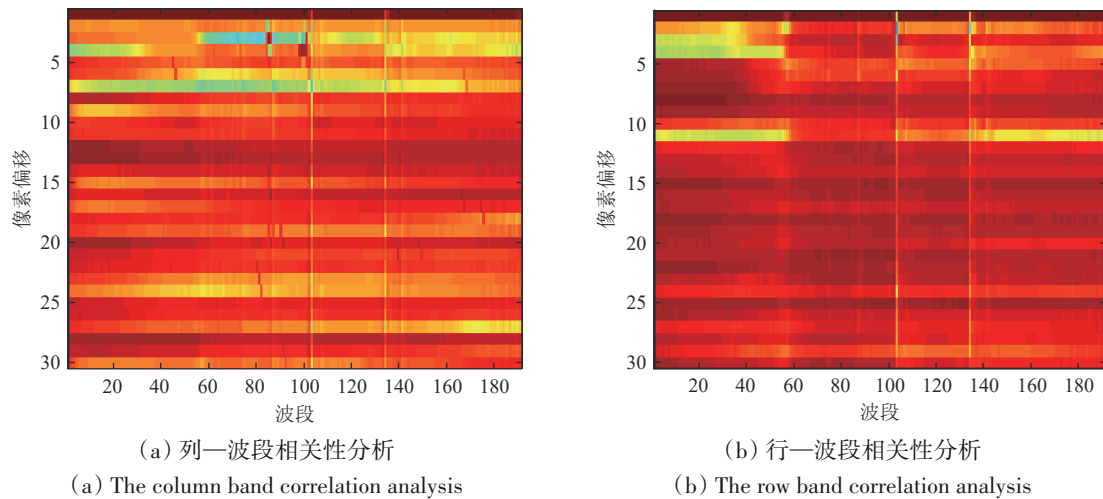 像素偏移
5
10
15
20
25
30
20 40 60 80 100 120 140 160 180
波段
(a) 列—波段相关性分析
(a) The column band correlation analysis
像素偏移
5
10
15
20
25
30
20 40 60 80 100 120 140 160 180
波段
(b) 行—波段相关性分析
(b) The row band correlation analysis